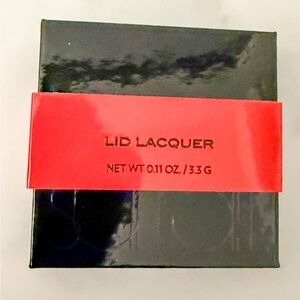 LID LACQUER
NET WT 0.11 OZ. / 3.3 G